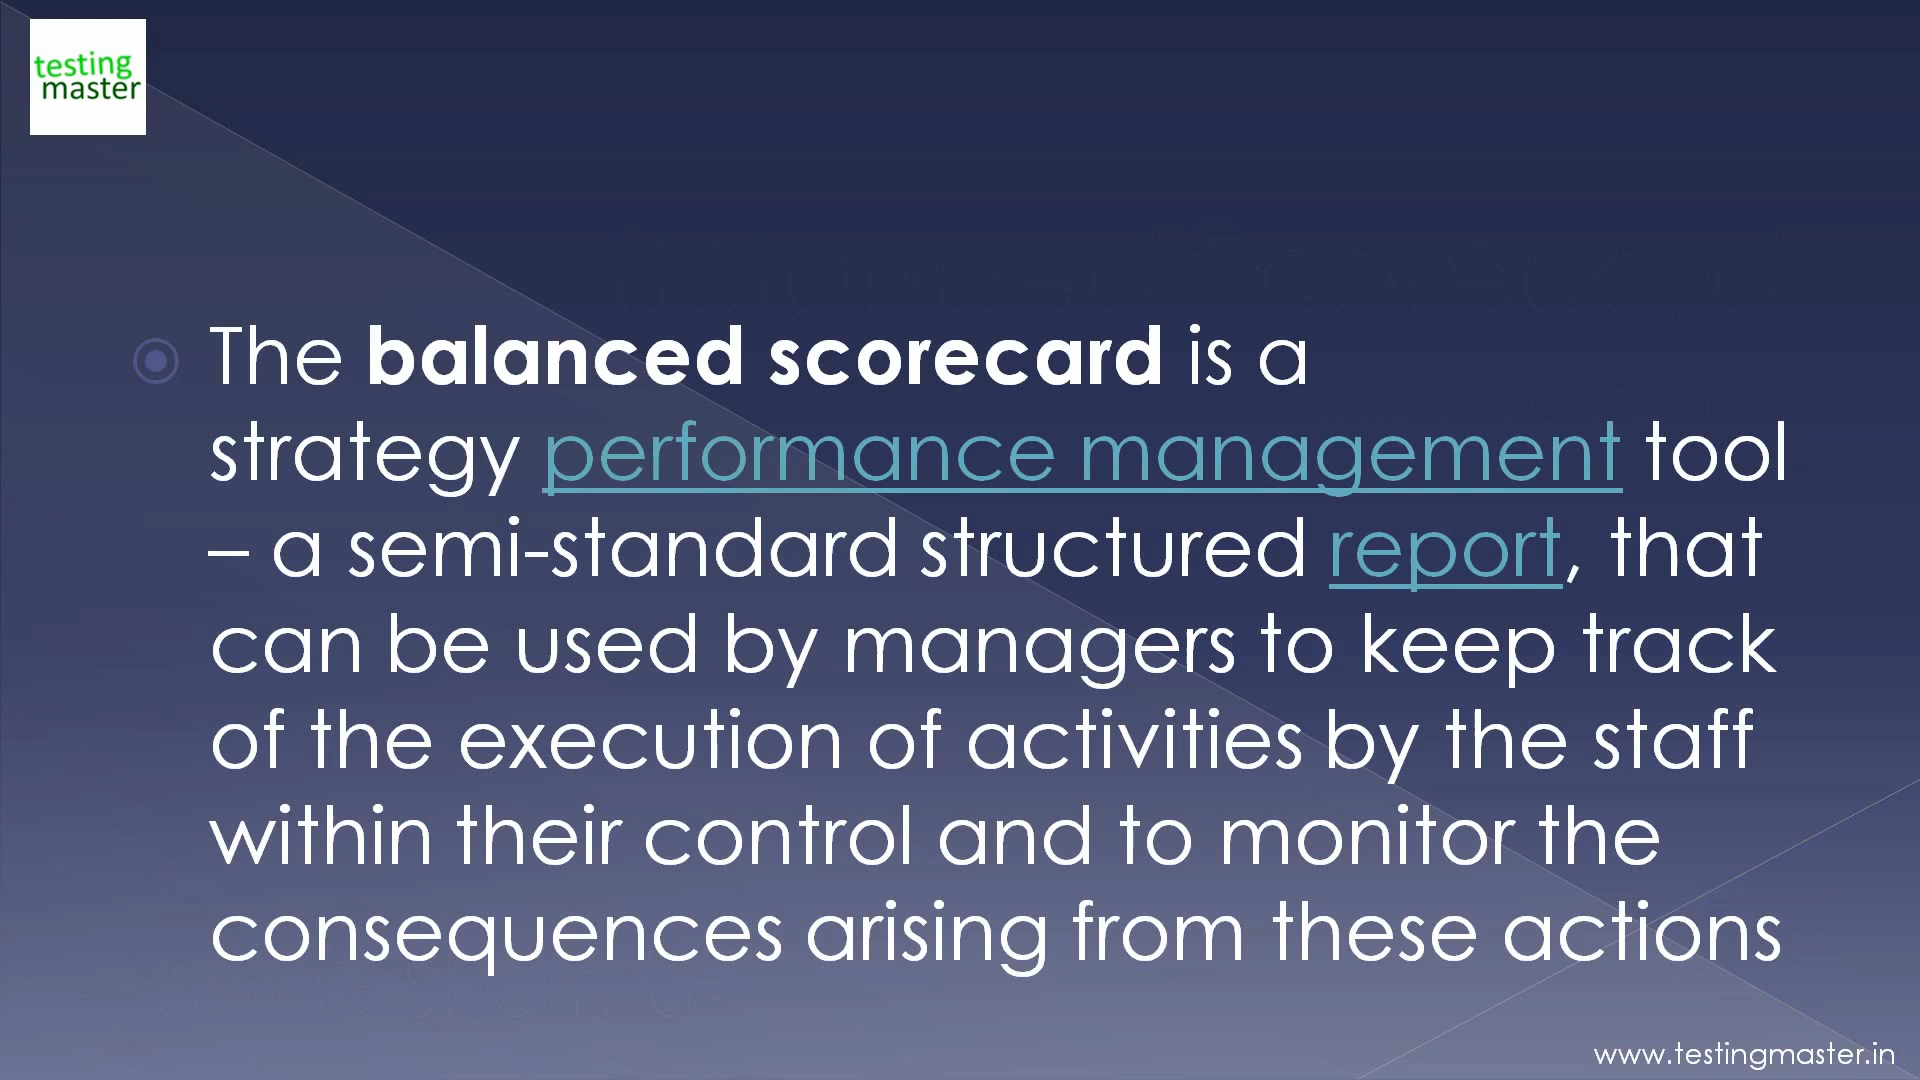 testing
master
The balanced scorecard is a
strategy performance management tool
– a semi-standard structured report, that
can be used by managers to keep track
of the execution of activities by the staff
within their control and to monitor the
consequences arising from these actions
www.testingmaster.in